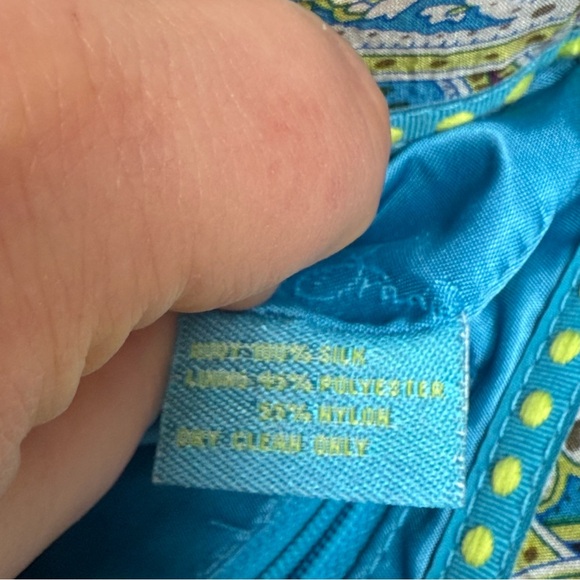 BODY 100% SILK
LINING
POLYESTER
NYLON
DRY CLEAN ONLY